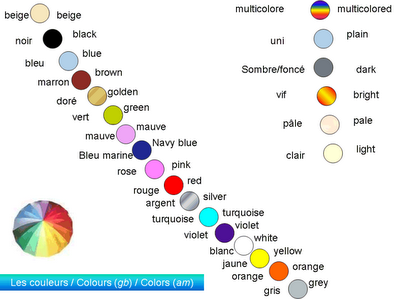 beige beige
noir black
bleu blue
marron brown
doré golden
vert green
mauve mauve
Bleu marine Navy blue
rose pink
rouge red
argent silver
turquoise turquoise
violet violet
blanc white
jaune yellow
orange orange
gris grey
multicolore multicolored
uni plain
Sombre/foncé dark
vif bright
pâle pale
clair light
Les couleurs / Colours (gb) / Colors (am)